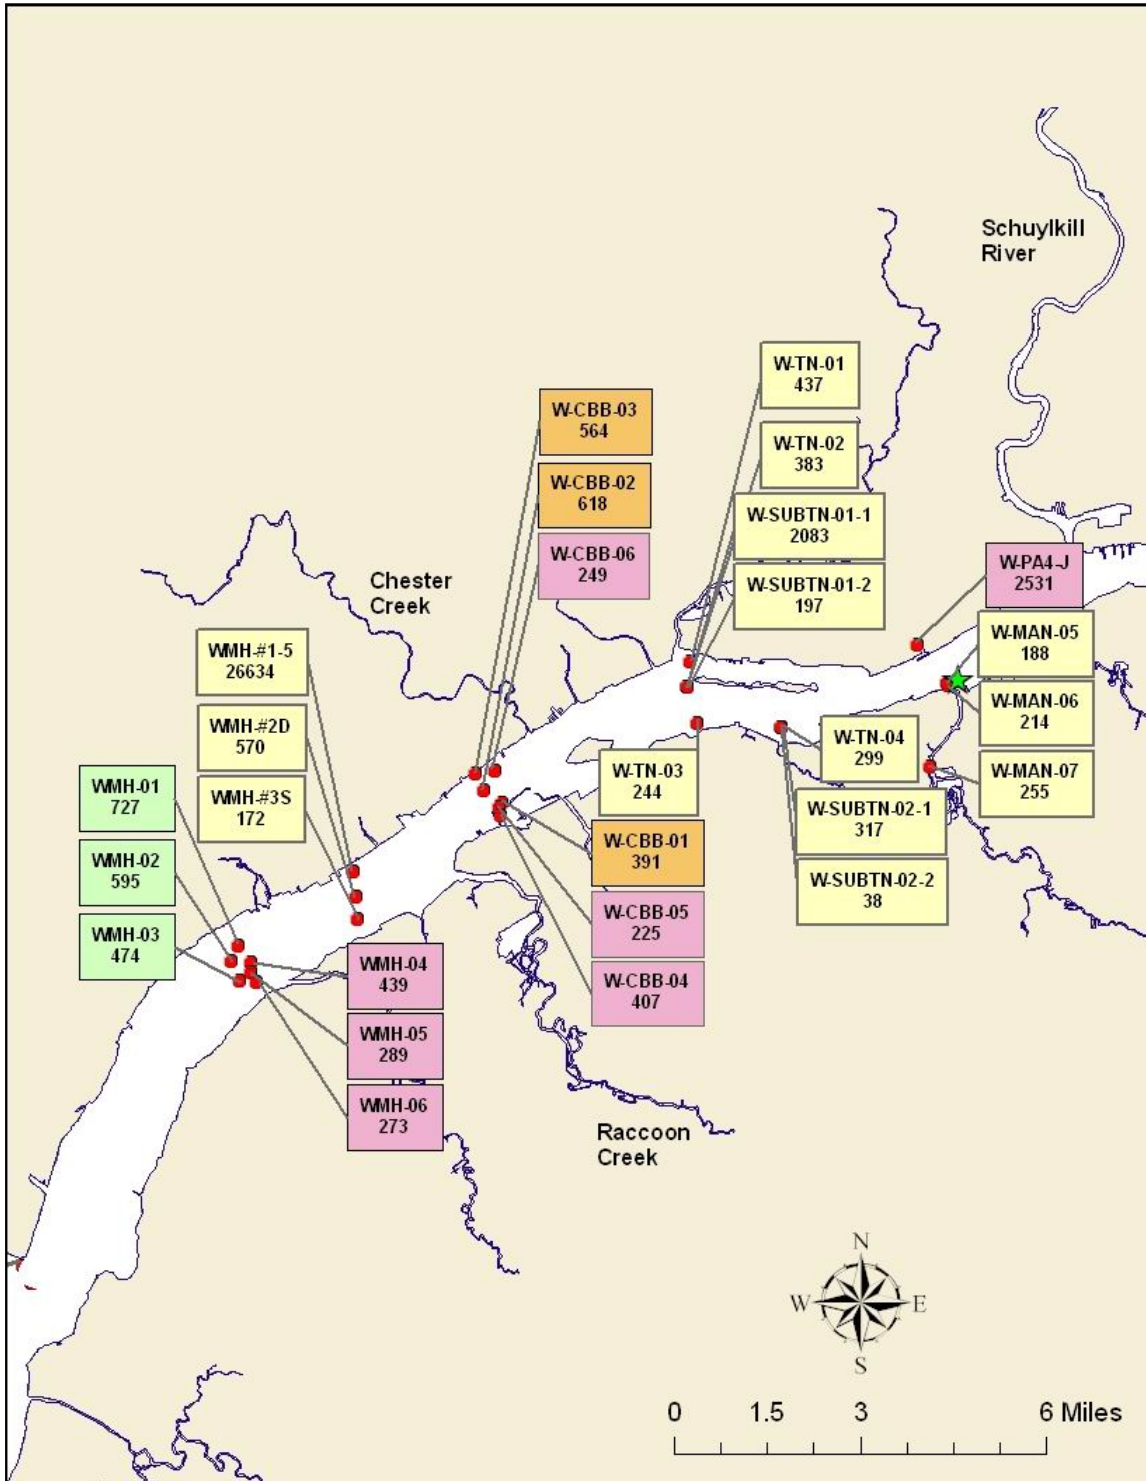 Schuylkill
River
W-TN-01
437
W-CBB-03
564
W-TN-02
383
W-CBB-02
618
W-SUBTN-01-1
2083
W-CBB-06
249
W-PA4-J
2531
W-SUBTN-01-2
197
Chester
Creek
W-MAN-05
188
WMH-#1-5
26634
W-MAN-06
214
WMH-#2D
570
W-TN-04
299
W-TN-03
244
W-MAN-07
255
WMH-01
727
WMH-#3S
172
W-SUBTN-02-1
317
W-CBB-01
391
WMH-02
595
W-SUBTN-02-2
38
W-CBB-05
225
WMH-03
474
WMH-04
439
W-CBB-04
407
WMH-05
289
WMH-06
273
Raccoon
Creek
N
W E
S
0 1.5 3 6 Miles